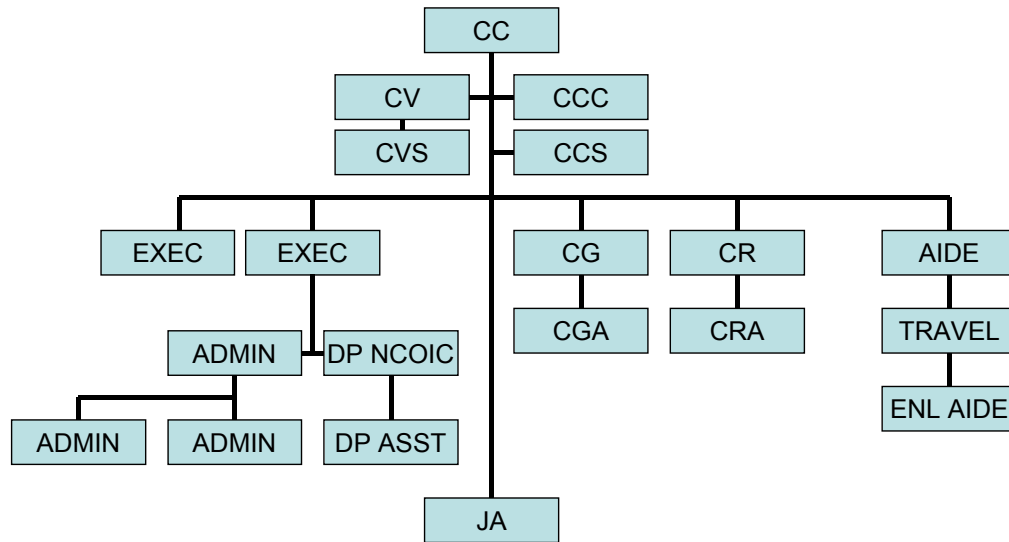 CC
CV
CCC
CVS
CCS
EXEC
EXEC
CG
CR
AIDE
CGA
CRA
TRAVEL
ADMIN
DP NCOIC
ENL AIDE
ADMIN
ADMIN
DP ASST
JA